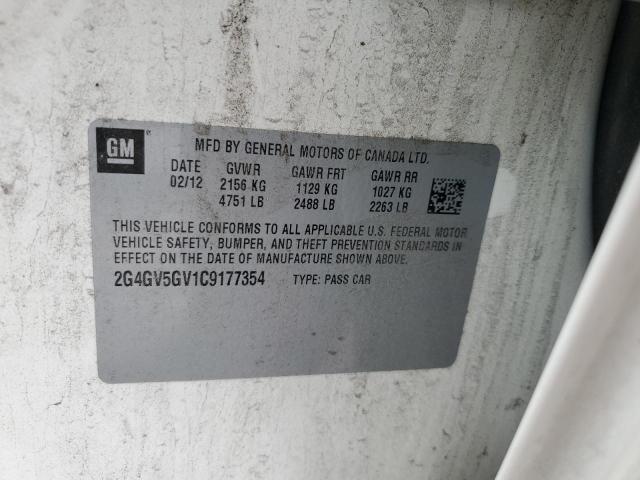 GM
MFD BY GENERAL MOTORS OF CANADA LTD.
DATE GVWR GAWR FRT GAWR RR
02/12 2156 KG 1129 KG 1027 KG
4751 LB 2488 LB 2263 LB
THIS VEHICLE CONFORMS TO ALL APPLICABLE U.S. FEDERAL MOTOR
VEHICLE SAFETY, BUMPER, AND THEFT PREVENTION STANDARDS IN
EFFECT ON THE DATE OF MANUFACTURE SHOWN ABOVE.
2G4GV5GV1C9177354 TYPE: PASS CAR